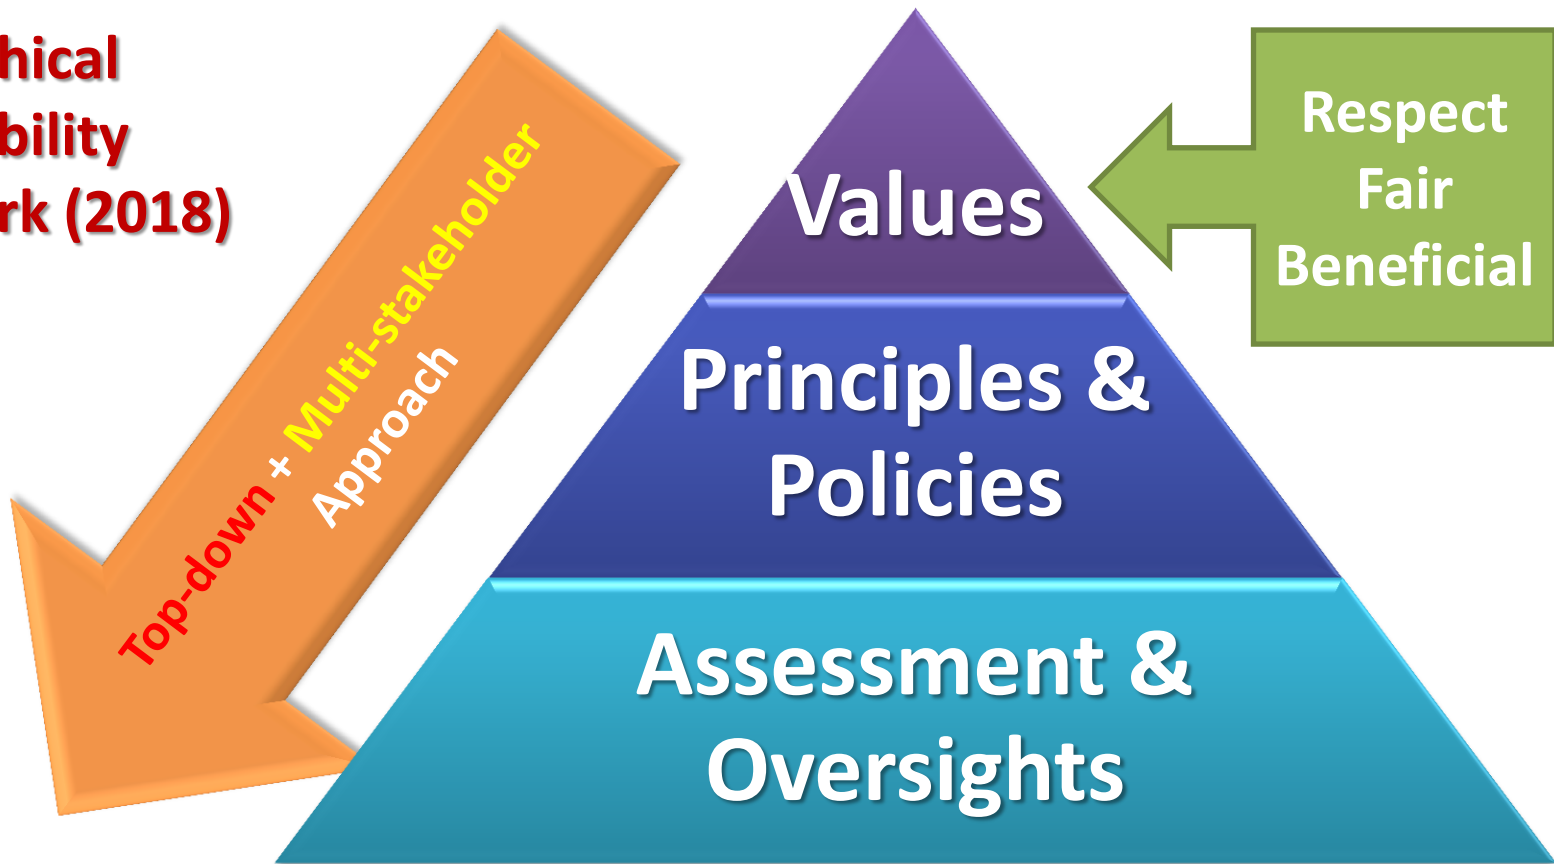 hical
bility
rk (2018)
Top-down + Multi-stakeholder
Approach
Values
Principles &
Policies
Assessment &
Oversights
Respect
Fair
Beneficial